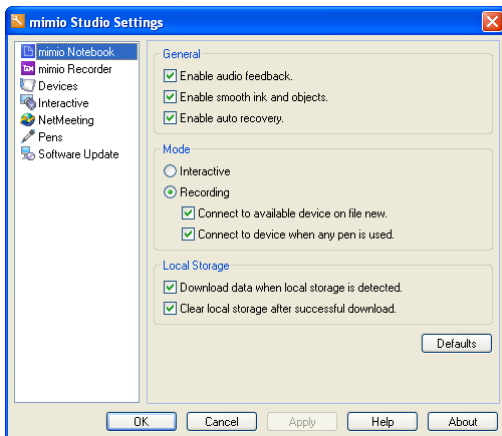 mimio Studio Settings
mimio Notebook
mimio Recorder
Devices
Interactive
NetMeeting
Pens
Software Update
General
Enable audio feedback.
Enable smooth ink and objects.
Enable auto recovery.
Mode
Interactive
Recording
Connect to available device on file new.
Connect to device when any pen is used.
Local Storage
Download data when local storage is detected.
Clear local storage after successful download.
Defaults
OK Cancel Apply Help About